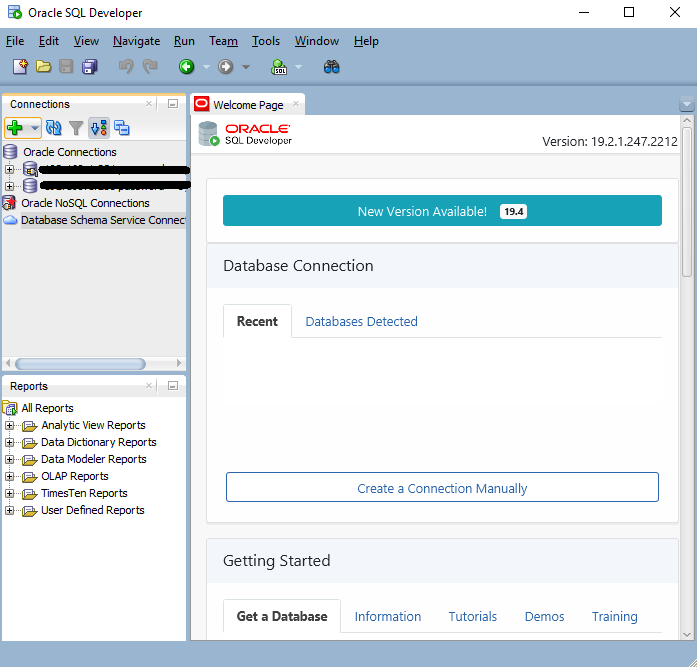 Oracle SQL Developer
File Edit View Navigate Run Team Tools Window Help
SQL
Connections
Oracle Connections
Oracle NoSQL Connections
Database Schema Service Connect
Reports
All Reports
Analytic View Reports
Data Dictionary Reports
Data Modeler Reports
OLAP Reports
TimesTen Reports
User Defined Reports
Welcome Page
ORACLE
SQL Developer
Version: 19.2.1.247.2212
New Version Available! 19.4
Database Connection
Recent Databases Detected
Create a Connection Manually
Getting Started
Get a Database Information Tutorials Demos Training